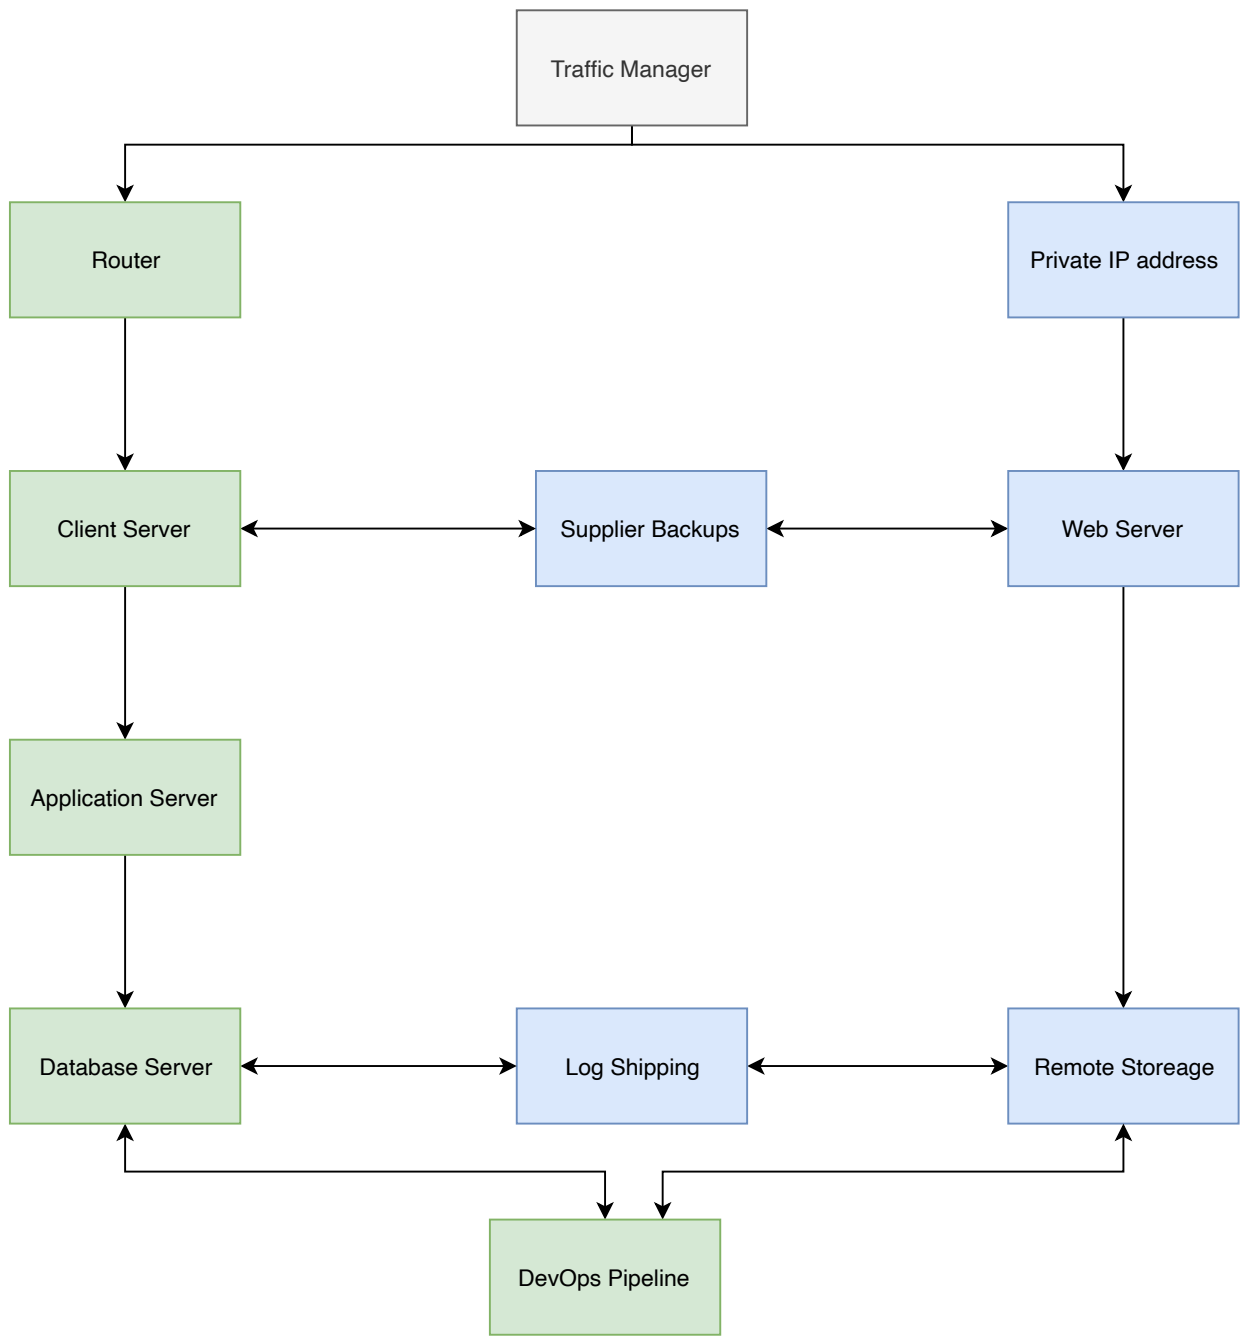 Traffic Manager
Router
Private IP address
Client Server
Supplier Backups
Web Server
Application Server
Database Server
Log Shipping
Remote Storeage
DevOps Pipeline